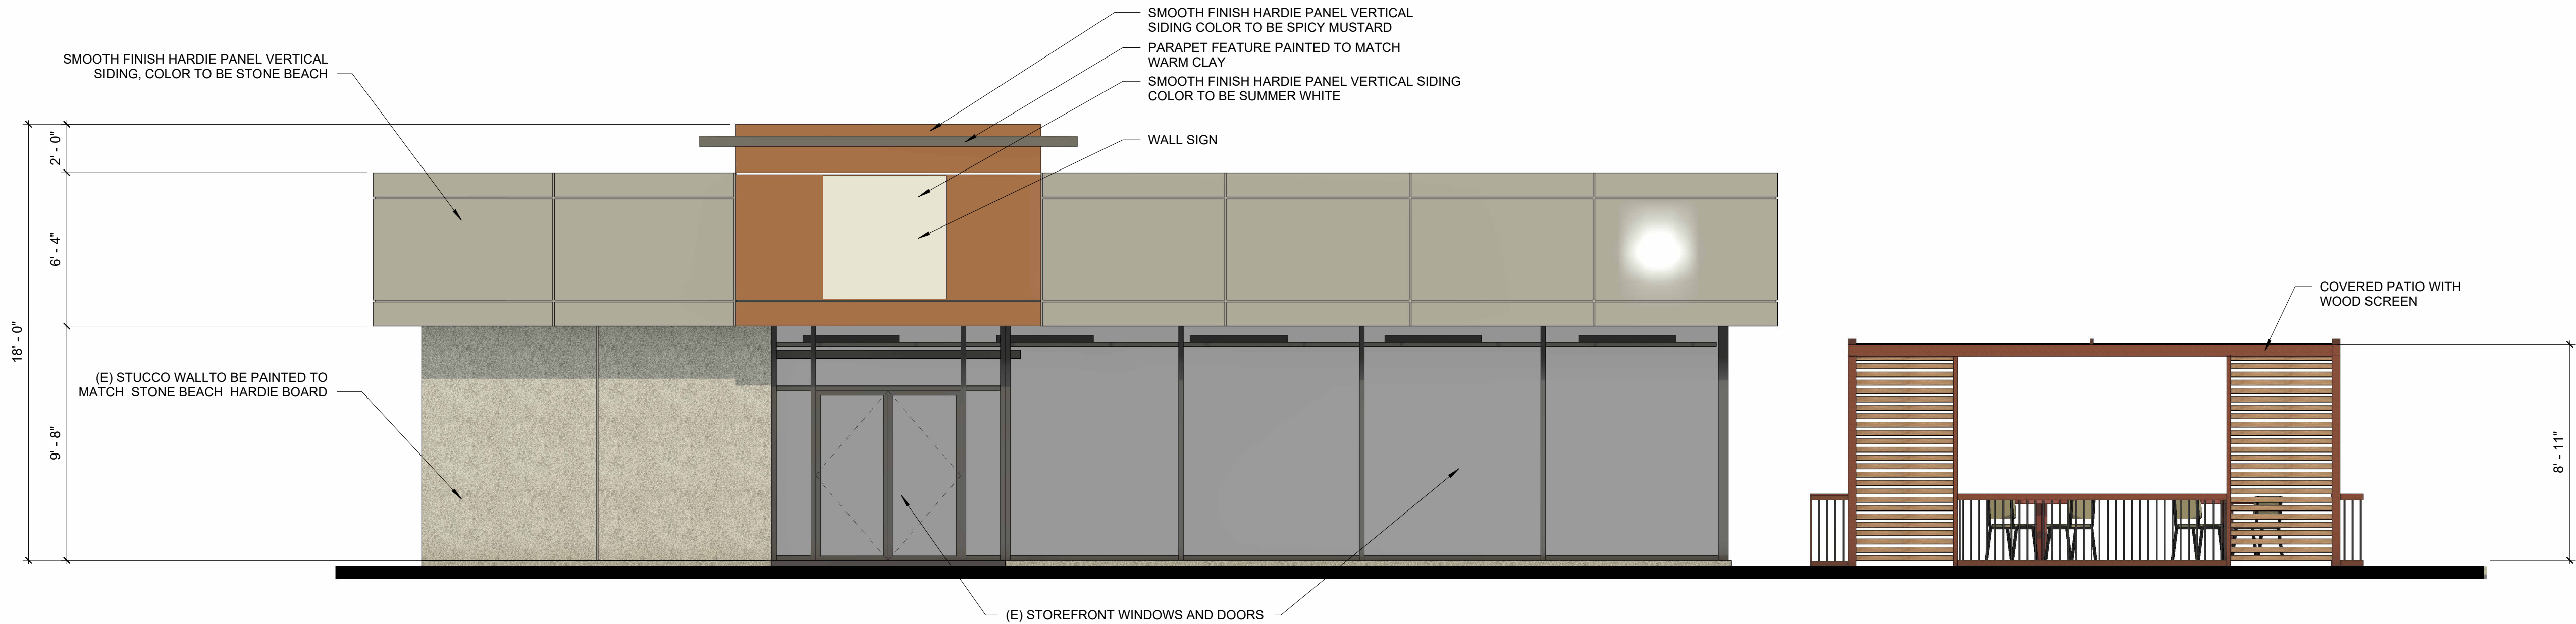 SMOOTH FINISH HARDIE PANEL VERTICAL
SIDING COLOR TO BE SPICY MUSTARD
PARAPET FEATURE PAINTED TO MATCH
WARM CLAY
SMOOTH FINISH HARDIE PANEL VERTICAL SIDING
COLOR TO BE SUMMER WHITE
WALL SIGN
SMOOTH FINISH HARDIE PANEL VERTICAL
SIDING, COLOR TO BE STONE BEACH
2' - 0"
6' - 4"
18' - 0"
9' - 8"
(E) STUCCO WALLTO BE PAINTED TO
MATCH  STONE BEACH  HARDIE BOARD
COVERED PATIO WITH
WOOD SCREEN
8' - 11"
(E) STOREFRONT WINDOWS AND DOORS